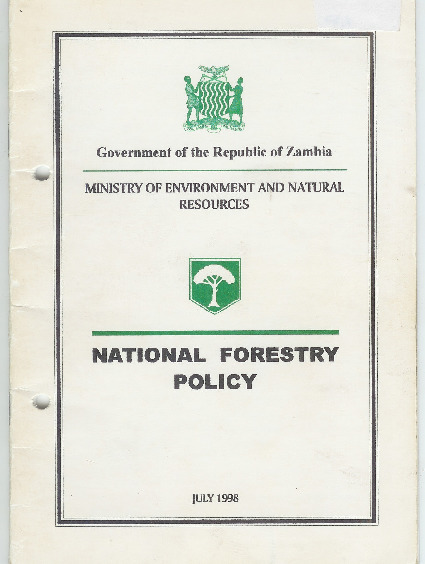 Government of the Republic of Zambia
MINISTRY OF ENVIRONMENT AND NATURAL
RESOURCES
NATIONAL FORESTRY
POLICY
JULY 1998